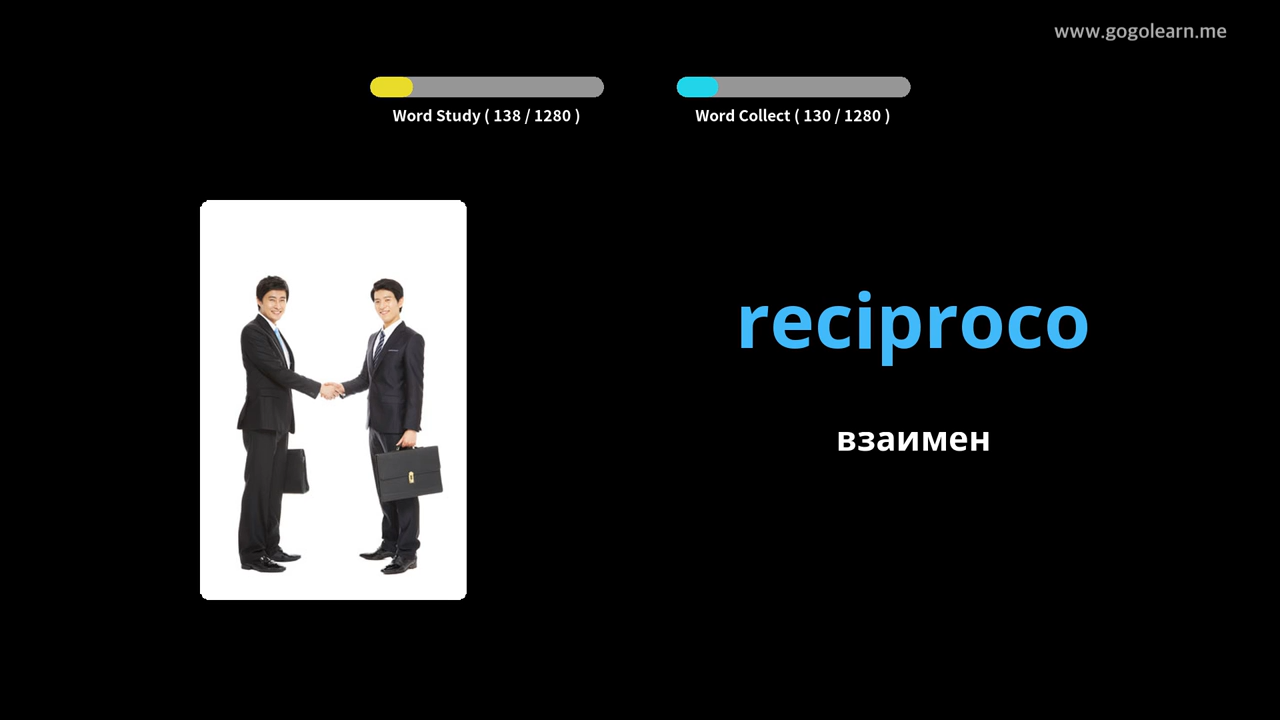 www.gogolearn.me
Word Study ( 138 / 1280 )
Word Collect ( 130 / 1280 )
reciproco
взаимен